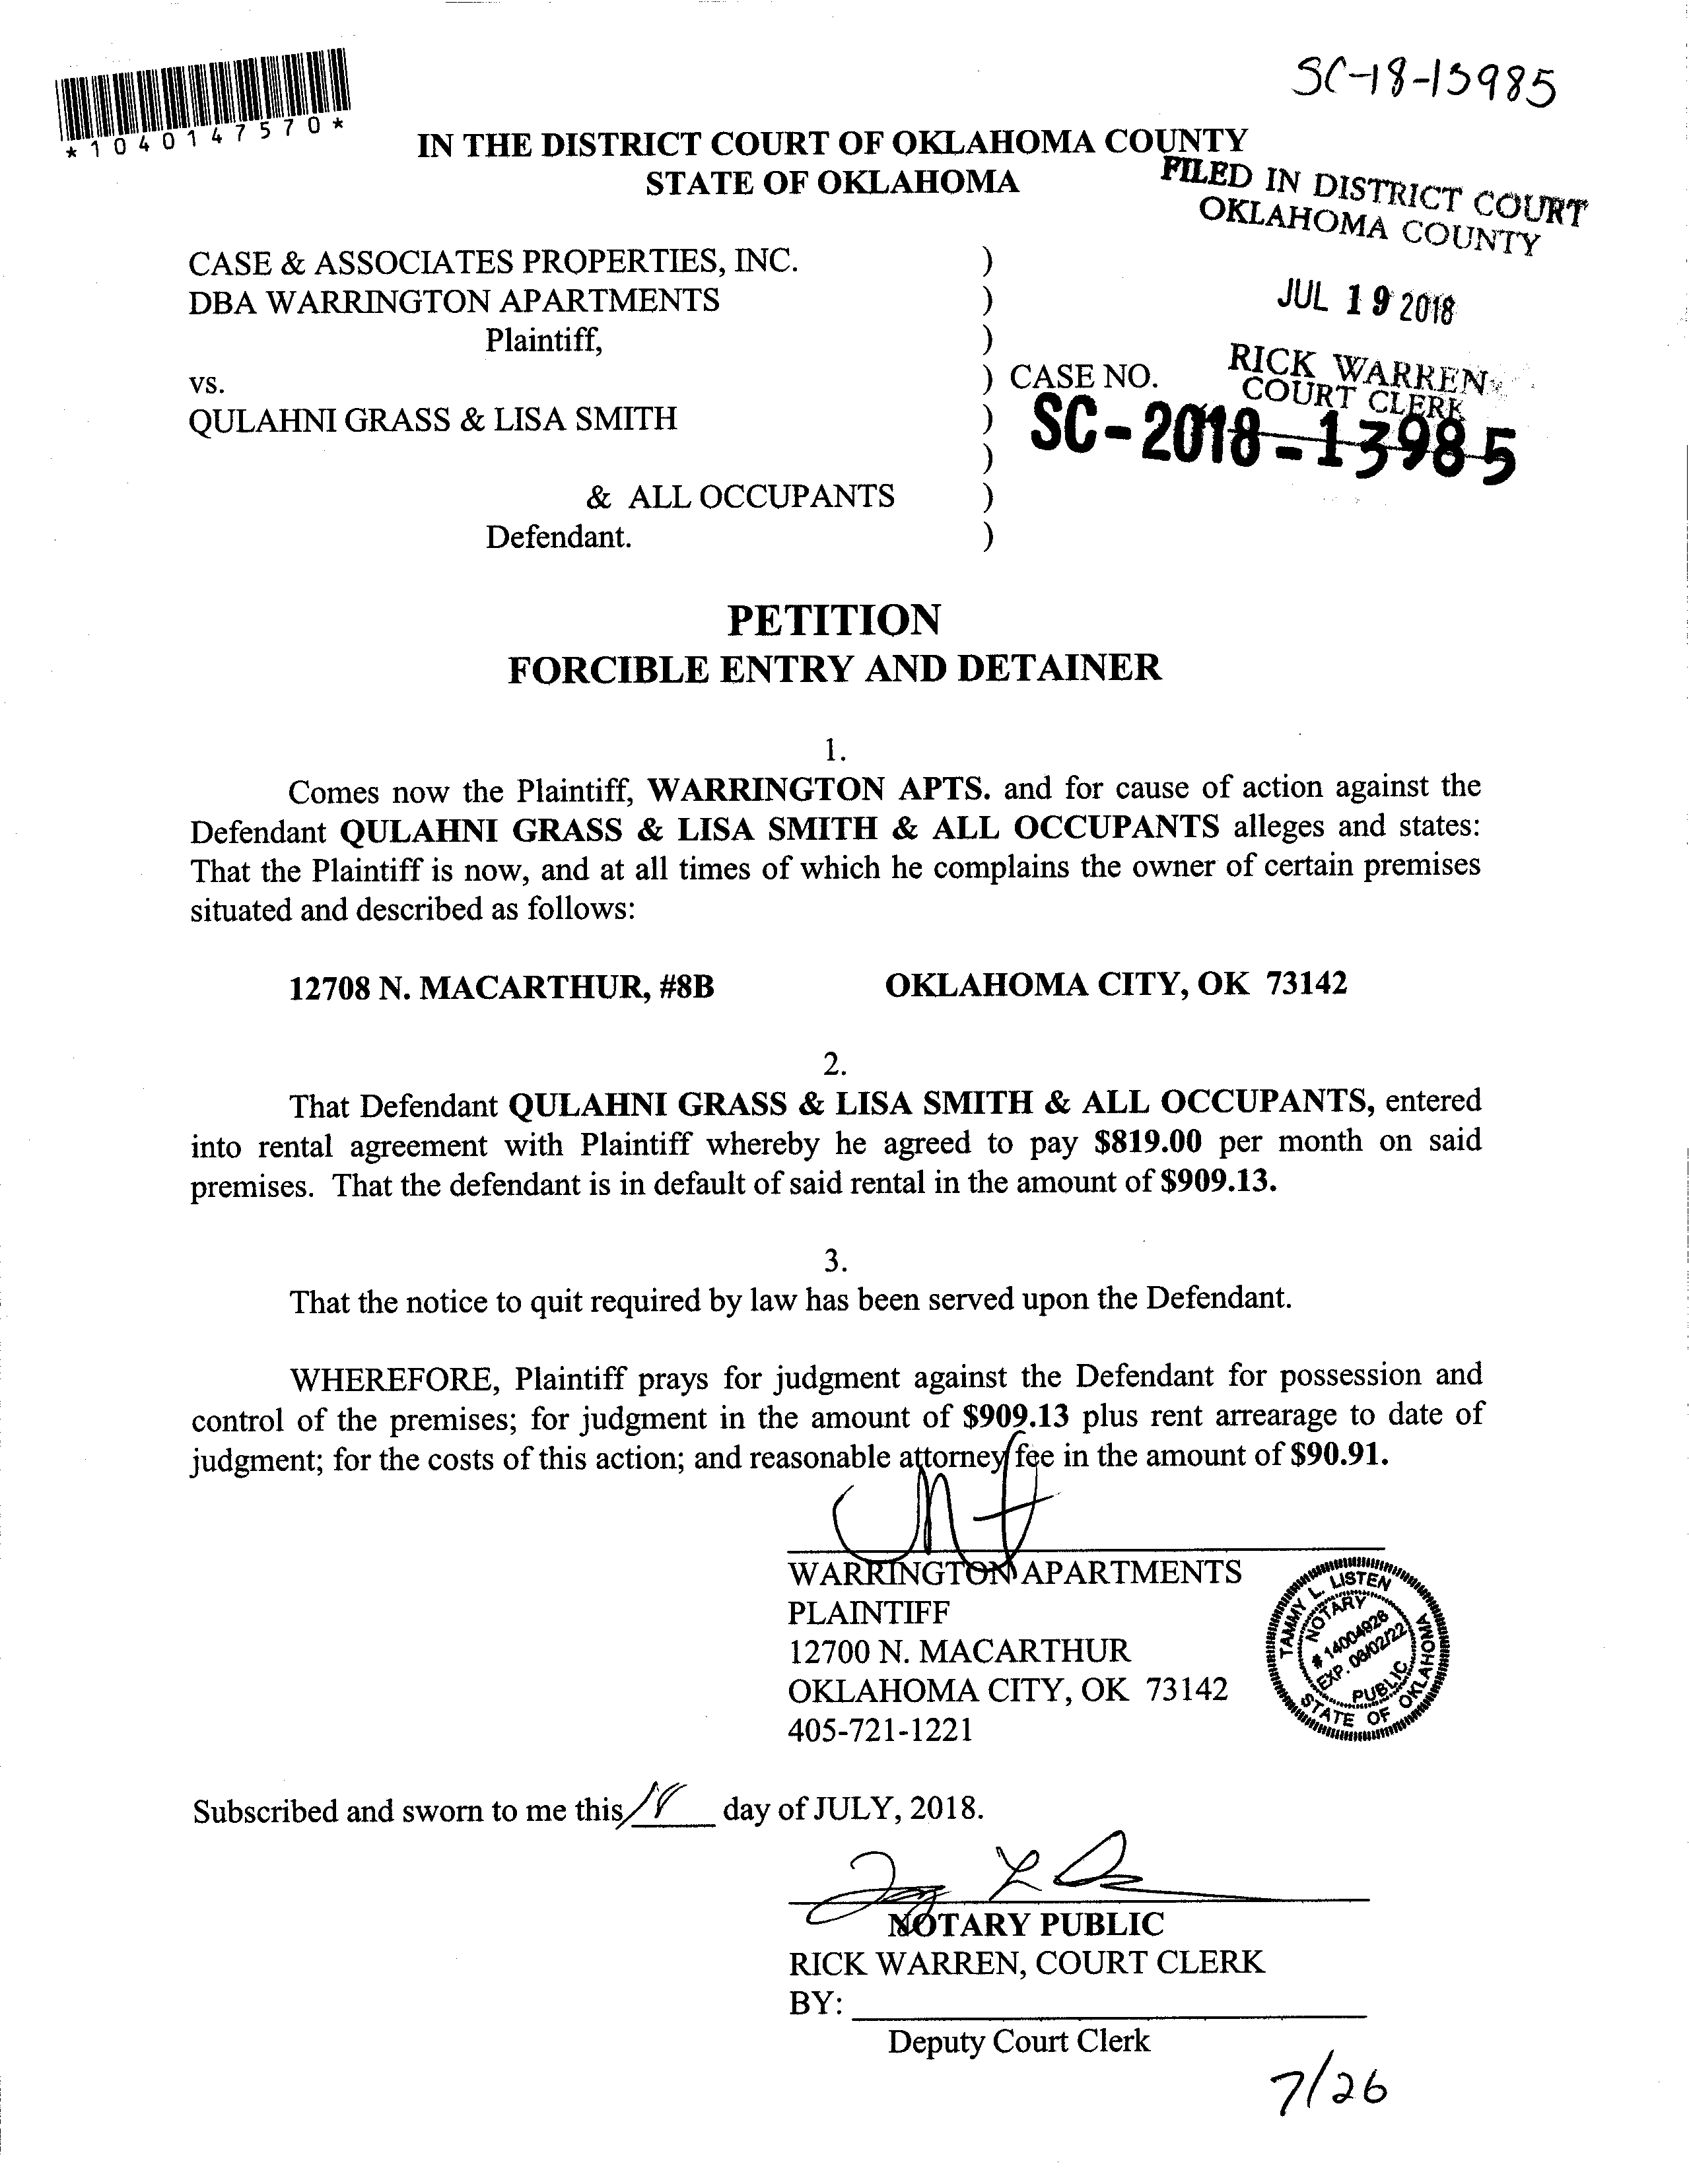 SC-18-13985
*1040147570*
IN THE DISTRICT COURT OF OKLAHOMA COUNTY
STATE OF OKLAHOMA
FILED IN DISTRICT COURT
OKLAHOMA COUNTY
JUL 19 2018
RICK WARREN
COURT CLERK
CASE & ASSOCIATES PROPERTIES, INC. )
DBA WARRINGTON APARTMENTS )
Plaintiff, )
vs. ) CASE NO.
SC-2018-13985
QULAHNI GRASS & LISA SMITH )
)
& ALL OCCUPANTS )
Defendant. )
PETITION
FORCIBLE ENTRY AND DETAINER
1.
Comes now the Plaintiff, WARRINGTON APTS. and for cause of action against the
Defendant QULAHNI GRASS & LISA SMITH & ALL OCCUPANTS alleges and states:
That the Plaintiff is now, and at all times of which he complains the owner of certain premises
situated and described as follows:
12708 N. MACARTHUR, #8B OKLAHOMA CITY, OK 73142
2.
That Defendant QULAHNI GRASS & LISA SMITH & ALL OCCUPANTS, entered
into rental agreement with Plaintiff whereby he agreed to pay $819.00 per month on said
premises. That the defendant is in default of said rental in the amount of $909.13.
3.
That the notice to quit required by law has been served upon the Defendant.
WHEREFORE, Plaintiff prays for judgment against the Defendant for possession and
control of the premises; for judgment in the amount of $909.13 plus rent arrearage to date of
judgment; for the costs of this action; and reasonable attorney fee in the amount of $90.91.
WARRINGTON APARTMENTS
PLAINTIFF
12700 N. MACARTHUR
OKLAHOMA CITY, OK 73142
405-721-1221
TAMMY L. LISTEN
NOTARY
# 14004926
EXP. 06/02/22
PUBLIC
STATE OF OKLAHOMA
Subscribed and sworn to me this 18 day of JULY, 2018.
NOTARY PUBLIC
RICK WARREN, COURT CLERK
BY:
Deputy Court Clerk
7/26